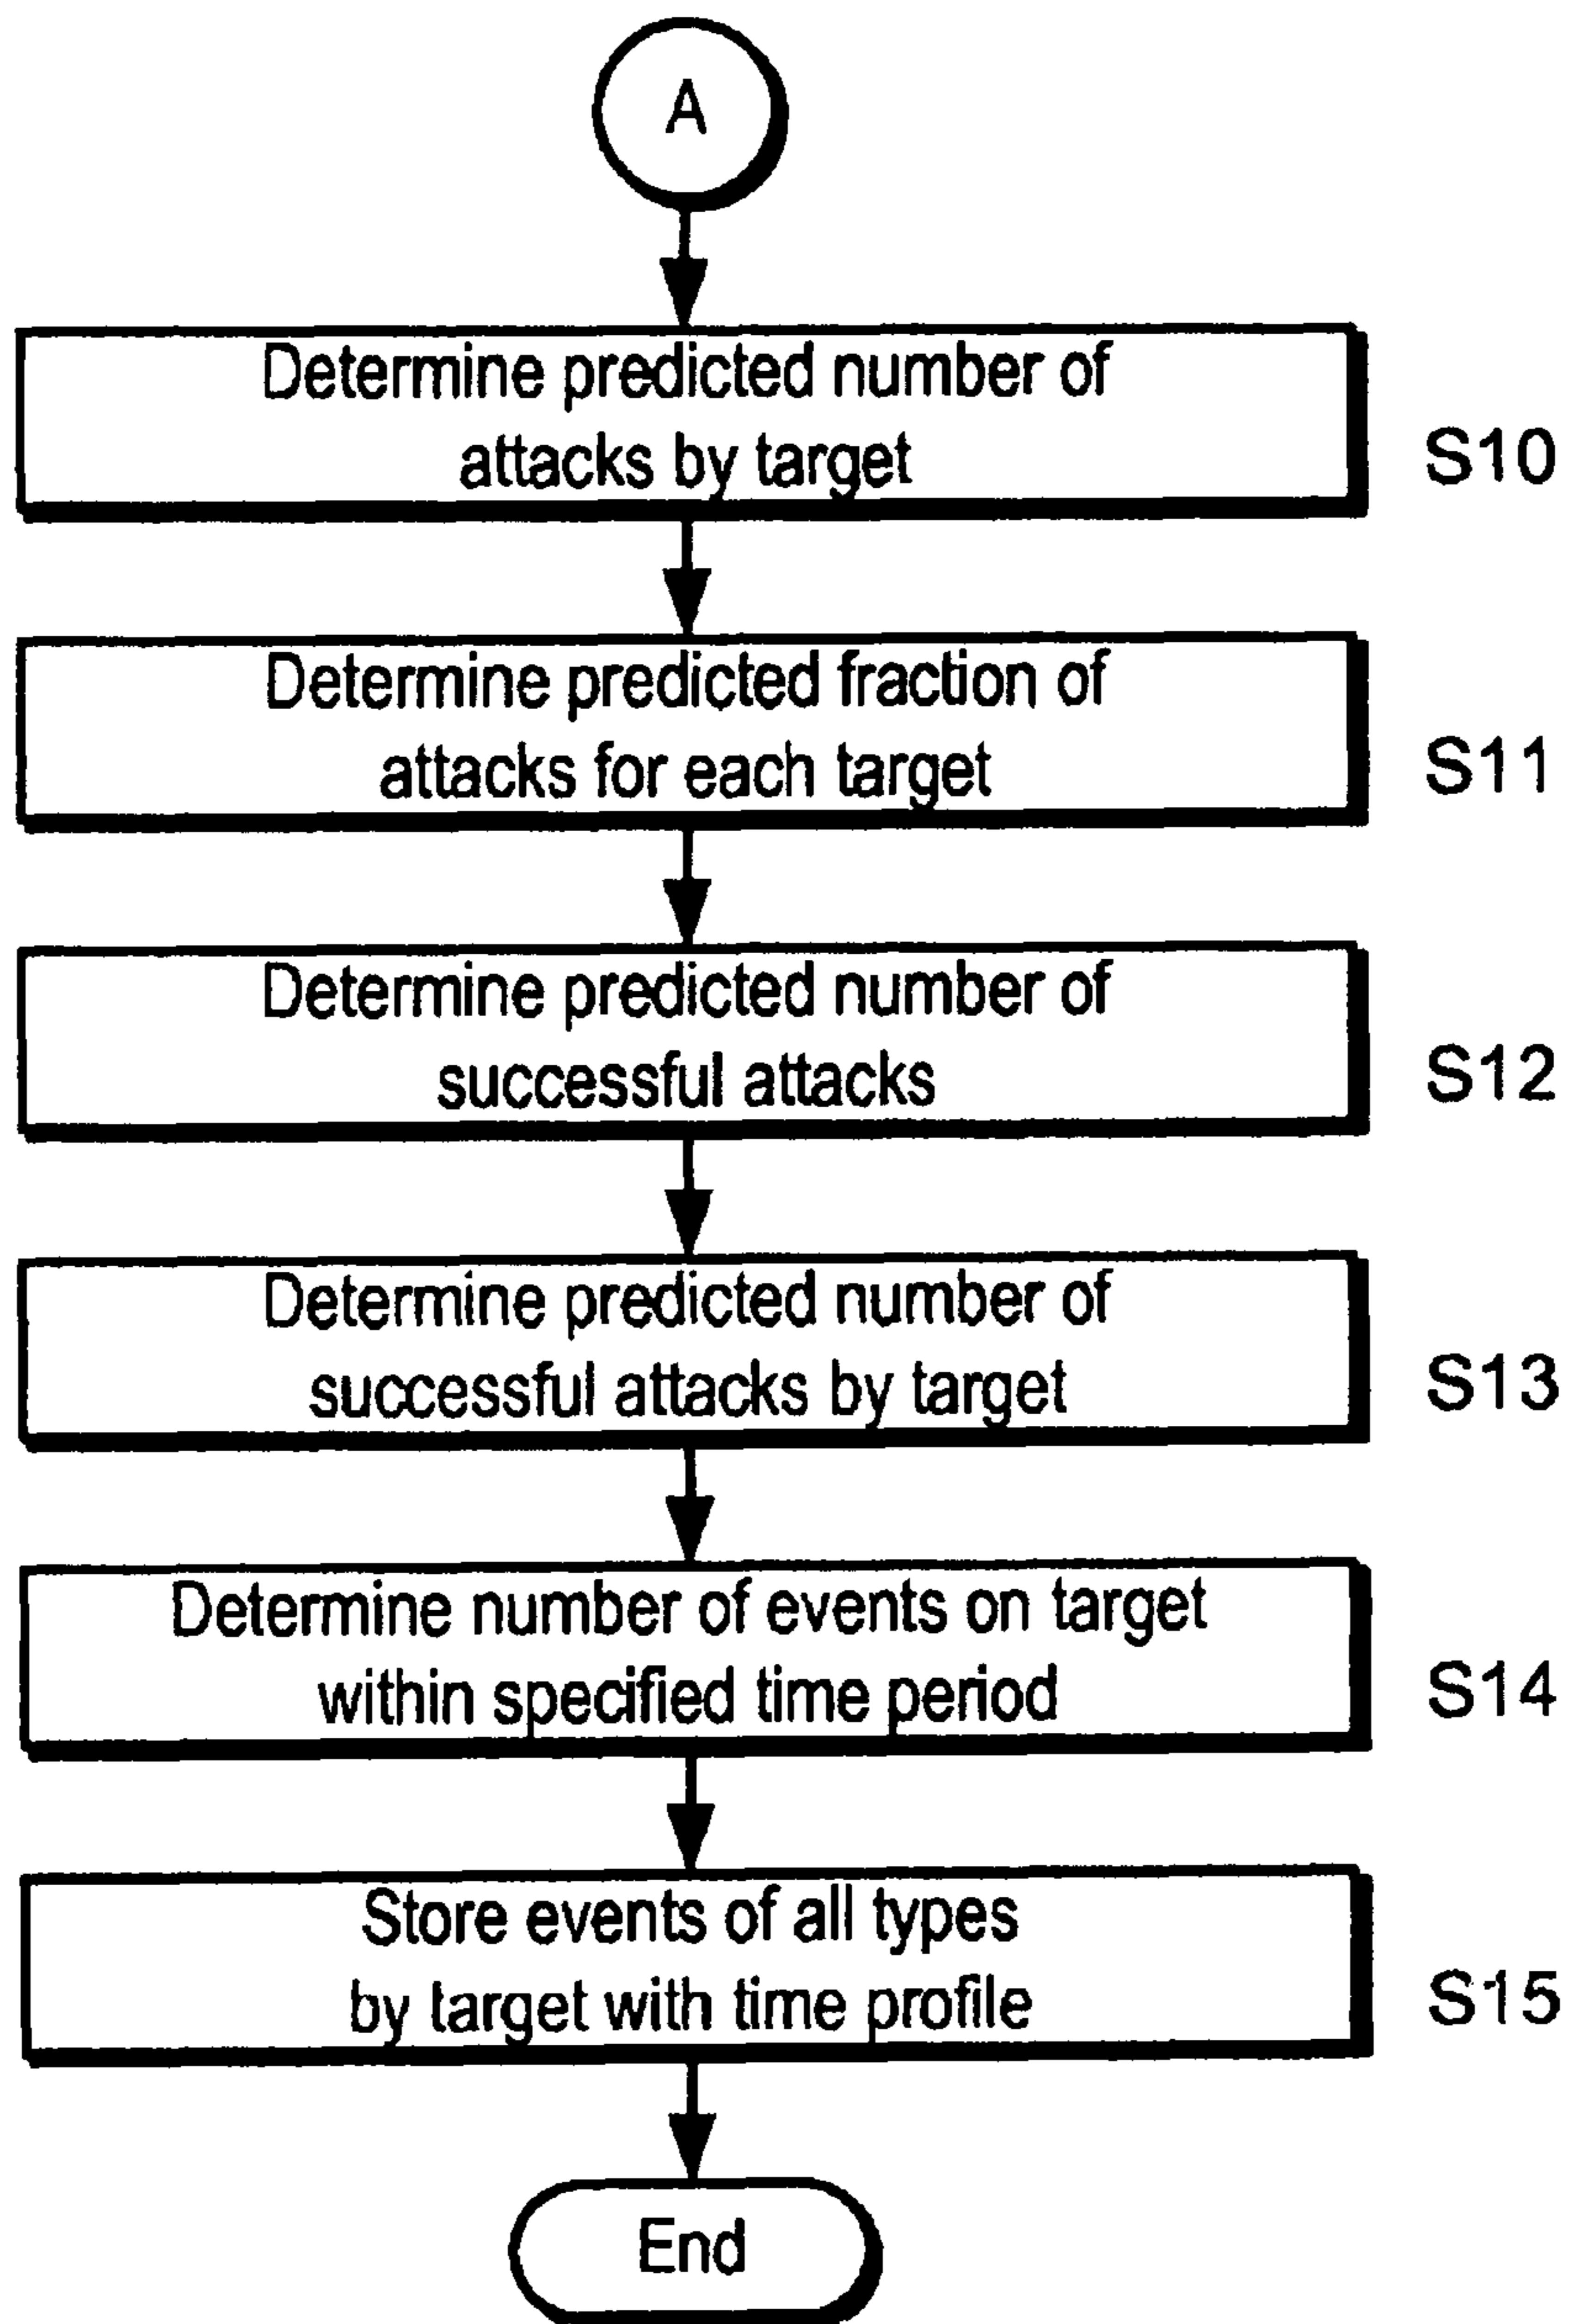 A
Determine predicted number of
attacks by target
S10
Determine predicted fraction of
attacks for each target
S11
Determine predicted number of
successful attacks
S12
Determine predicted number of
successful attacks by target
S13
Determine number of events on target
within specified time period
S14
Store events of all types
by target with time profile
S15
End